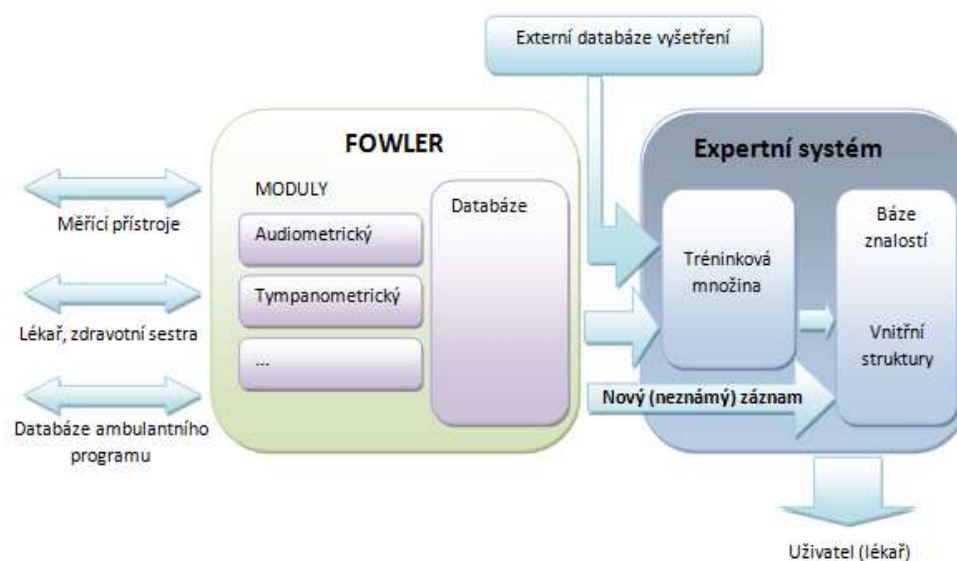 Externí databáze vyšetření
FOWLER
MODULY
Audiometrický
Tympanometrický
...
Databáze
Měřící přístroje
Lékař, zdravotní sestra
Databáze ambulantního
programu
Expertní systém
Tréninková
množina
Báze
znalostí
Vnitřní
struktury
Nový (neznámý) záznam
Uživatel (lékař)